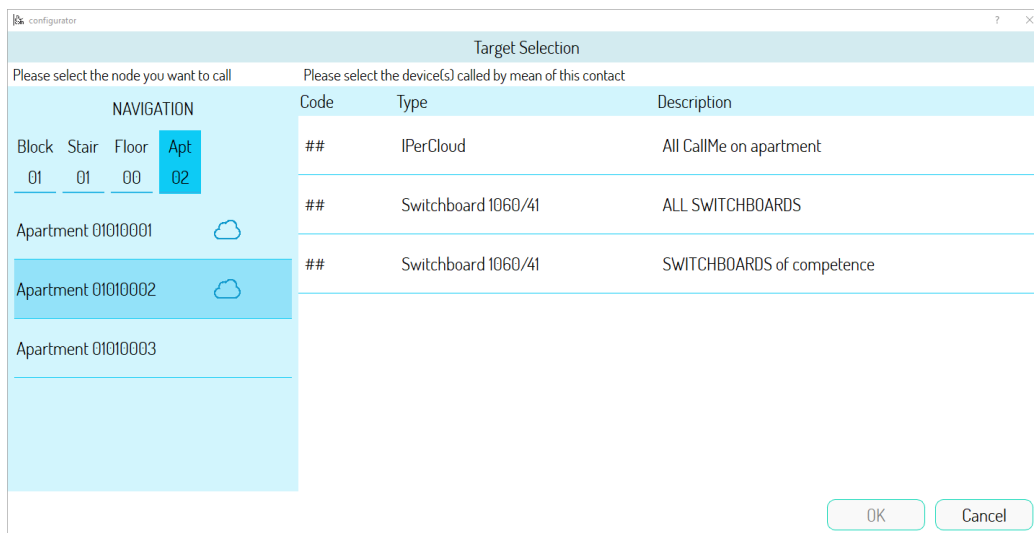 configurator
?
Target Selection
Please select the node you want to call
Please select the device(s) called by mean of this contact
NAVIGATION
Block Stair Floor Apt
01 01 00 02
Apartment 01010001
Apartment 01010002
Apartment 01010003
Code Type Description
## IPerCloud All CallMe on apartment
## Switchboard 1060/41 ALL SWITCHBOARDS
## Switchboard 1060/41 SWITCHBOARDS of competence
OK Cancel